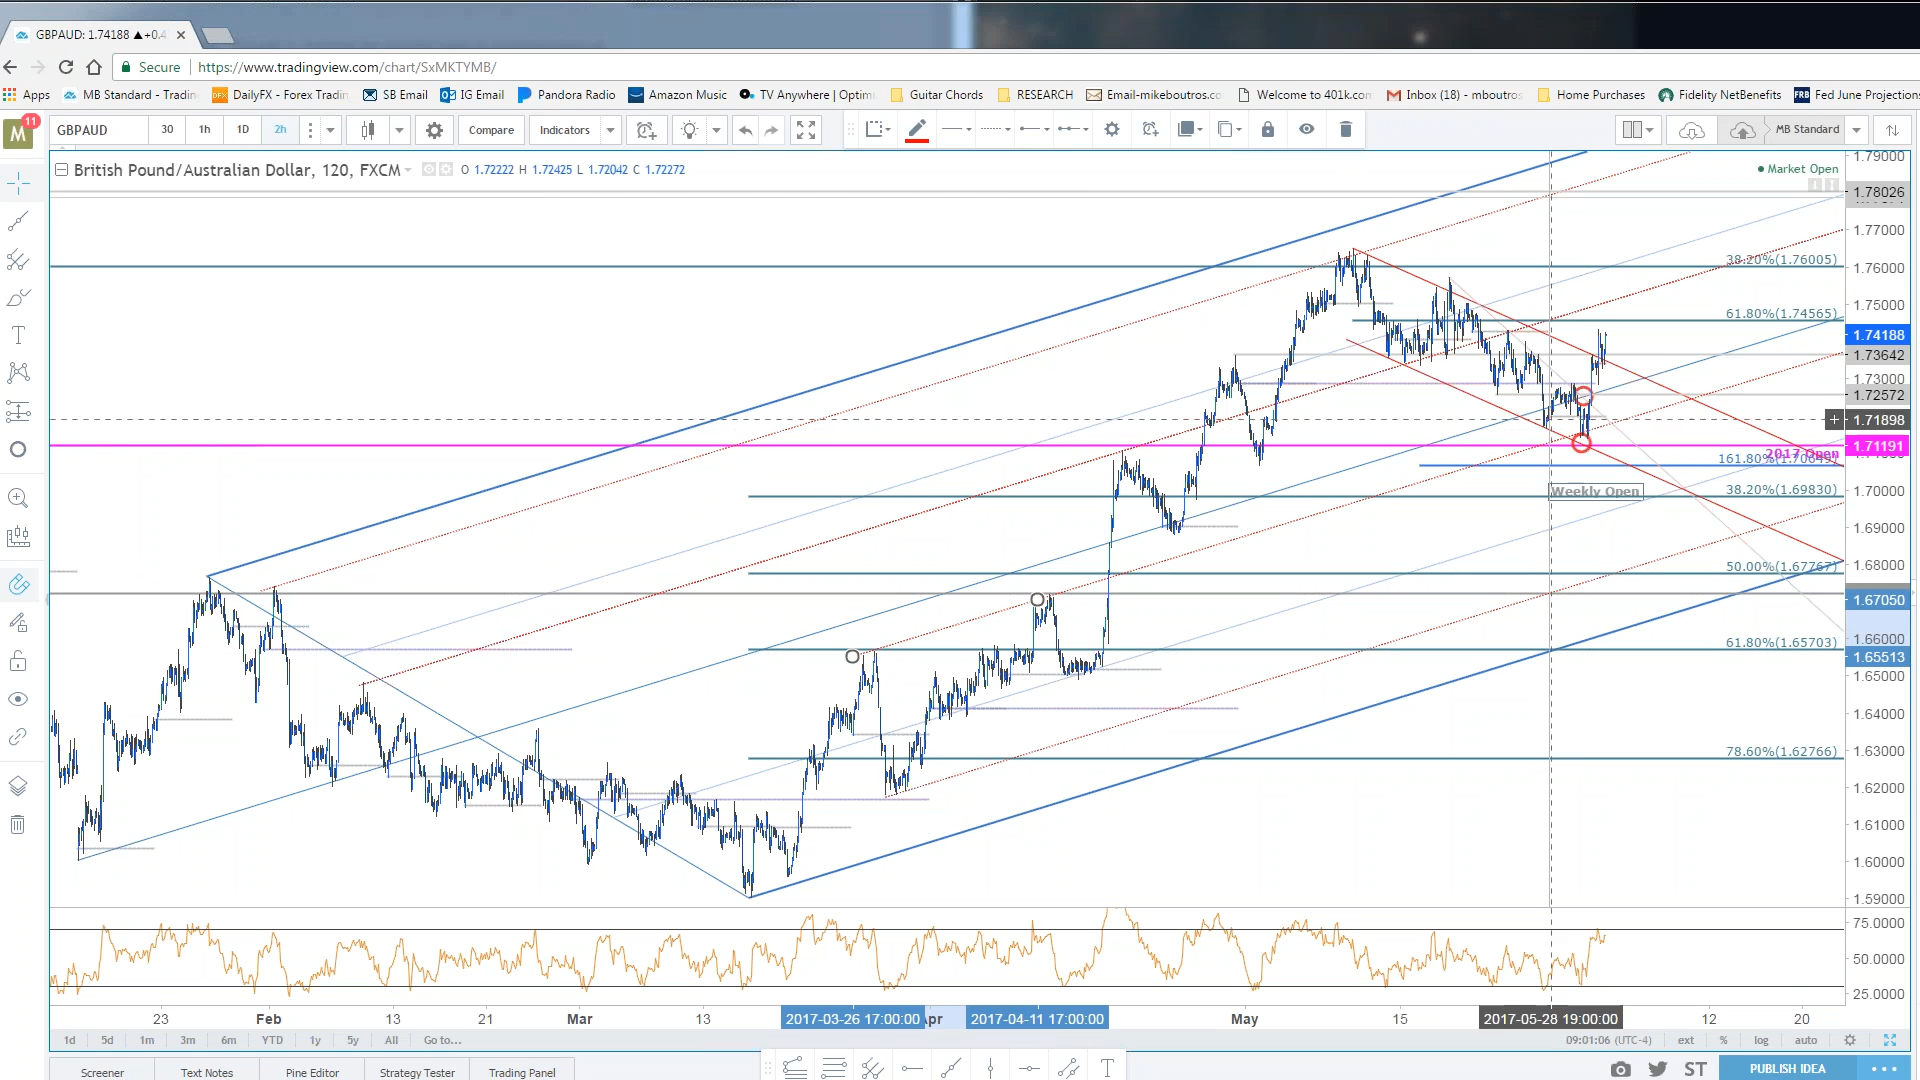 GBPAUD: 1.74188 ▲+0.4
Secure https://www.tradingview.com/chart/SxMKTYMB/
Apps MB Standard - Tradin DailyFX - Forex Tradin SB Email IG Email Pandora Radio Amazon Music TV Anywhere | Optim Guitar Chords RESEARCH Email-mikeboutros.co Welcome to 401k.com Inbox (18) - mboutros Home Purchases Fidelity NetBenefits FRB Fed June Projections
M 11 GBPAUD 30 1h 1D 2h Compare Indicators MB Standard
British Pound/Australian Dollar, 120, FXCM O 1.72222 H 1.72425 L 1.72042 C 1.72272
Market Open
1.79000
1.78026
1.77000
38.20%(1.76005) 1.76000
1.75000
61.80%(1.74565)
1.74188
1.73642
1.73000
1.72572
1.71898
1.71191
2017 Open
161.80%(1.70649)
38.20%(1.69830) 1.70000
Weekly Open
1.69000
50.00%(1.67767) 1.68000
1.67050
1.66000
61.80%(1.65703)
1.65513
1.65000
1.64000
78.60%(1.62766) 1.63000
1.62000
1.61000
1.60000
1.59000
75.0000
50.0000
25.0000
23 Feb 13 21 Mar 13 2017-03-26 17:00:00 Apr 2017-04-11 17:00:00 May 15 2017-05-28 19:00:00 12 20
1d 5d 1m 3m 6m YTD 1y 5y All Go to... 09:01:06 (UTC-4) ext % log auto
Screener Text Notes Pine Editor Strategy Tester Trading Panel ST PUBLISH IDEA